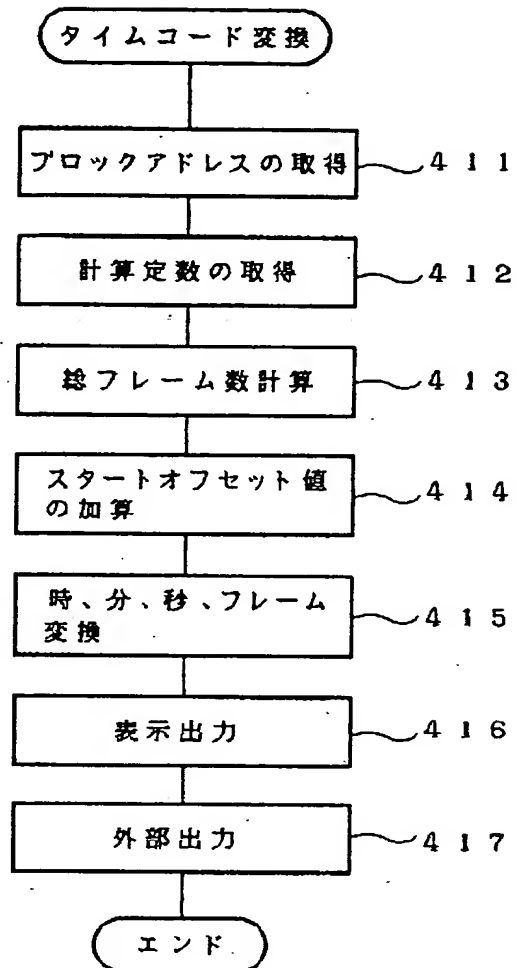 タイムコード変換
ブロックアドレスの取得 411
計算定数の取得 412
総フレーム数計算 413
スタートオフセット値
の加算 414
時、分、秒、フレーム
変換 415
表示出力 416
外部出力 417
エンド